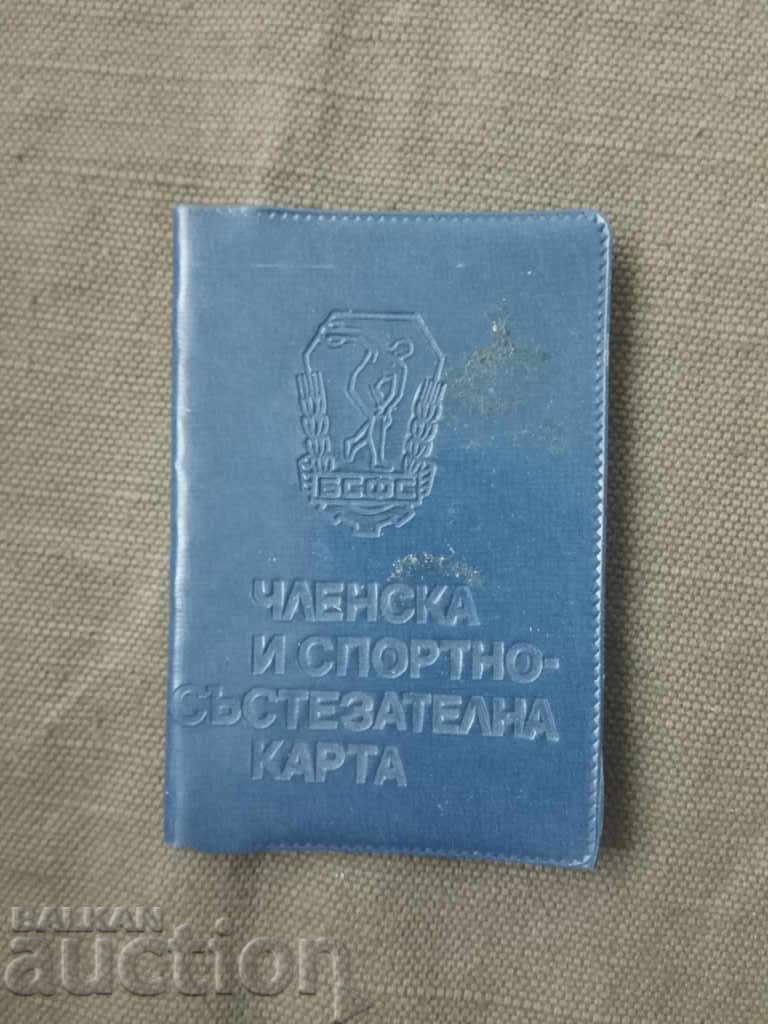 БСФС
ЧЛЕНСКА
И СПОРТНО-
СЪСТЕЗАТЕЛНА
КАРТА
BALKAN
auction